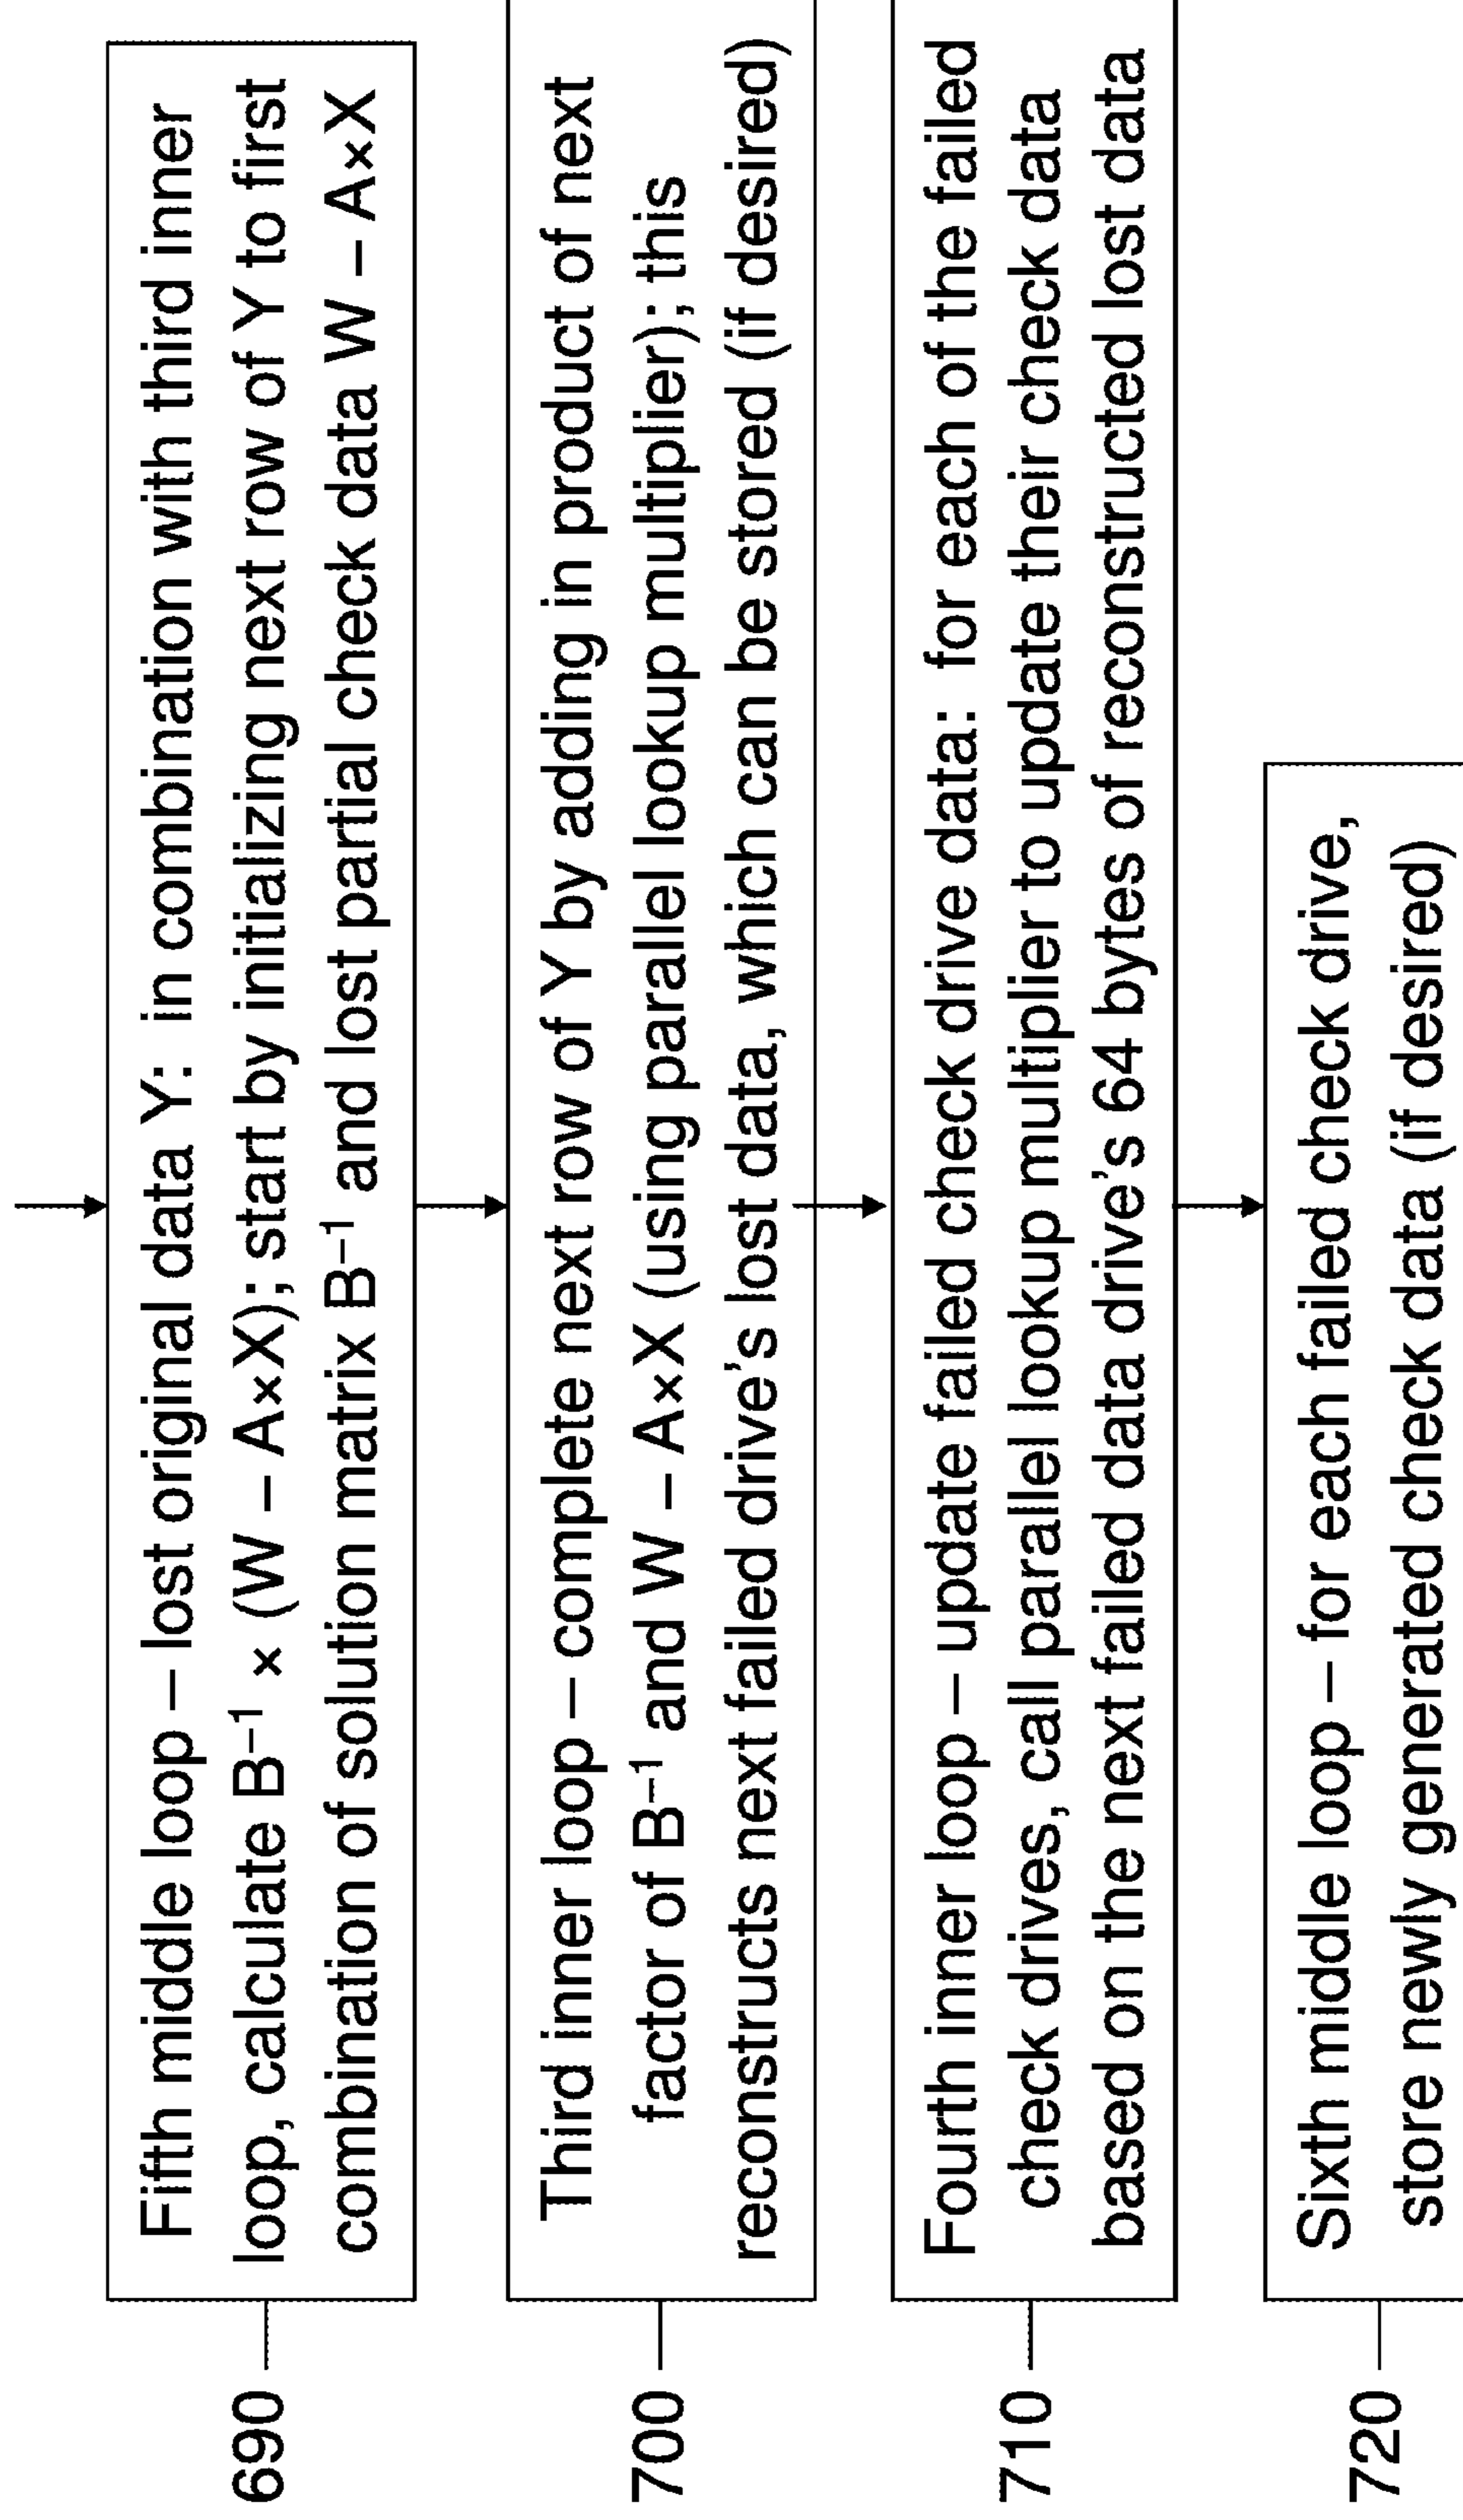 690
Fifth middle loop – lost original data Y: in combination with third inner
loop, calculate B⁻¹ × (W – A×X); start by initializing next row of Y to first
combination of solution matrix B⁻¹ and lost partial check data W – A×X
700
Third inner loop – complete next row of Y by adding in product of next
factor of B⁻¹ and W – A×X (using parallel lookup multiplier); this
reconstructs next failed drive's lost data, which can be stored (if desired)
710
Fourth inner loop – update failed check drive data: for each of the failed
check drives, call parallel lookup multiplier to update their check data
based on the next failed data drive's 64 bytes of reconstructed lost data
720
Sixth middle loop – for each failed check drive,
store newly generated check data (if desired)